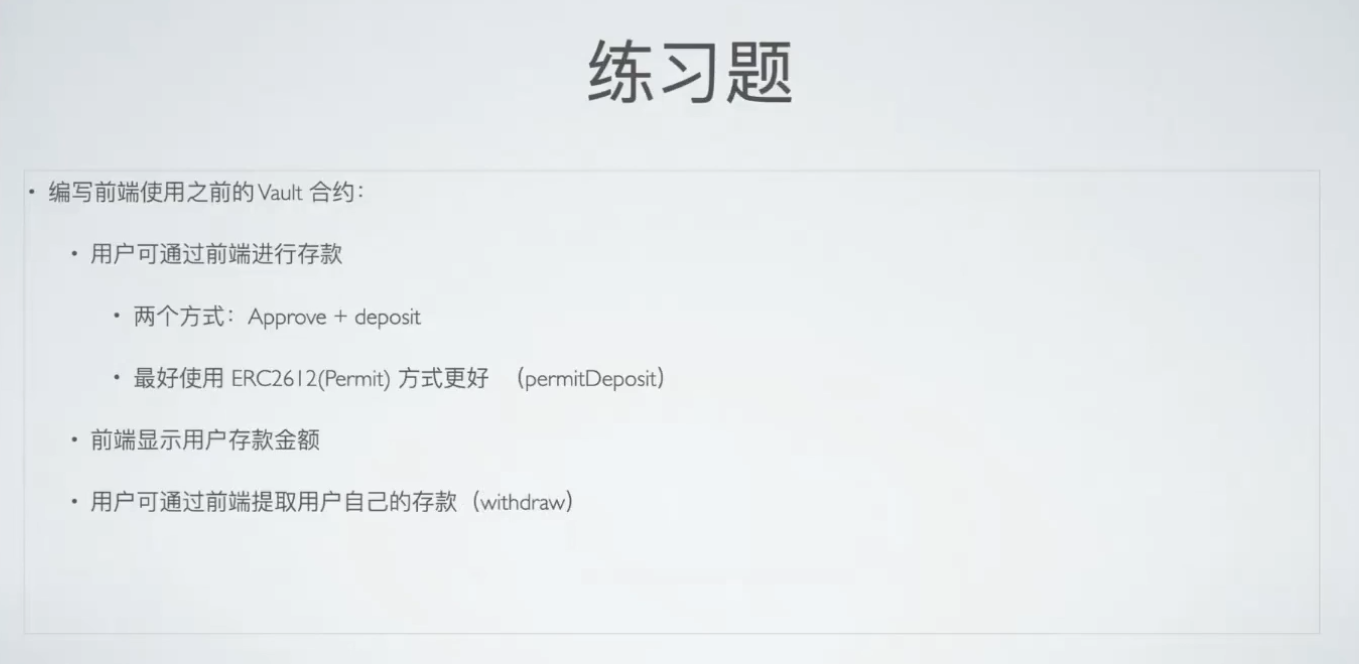 练习题
• 编写前端使用之前的 Vault 合约：
• 用户可通过前端进行存款
• 两个方式：Approve + deposit
• 最好使用 ERC2612(Permit) 方式更好 （permitDeposit）
• 前端显示用户存款金额
• 用户可通过前端提取用户自己的存款（withdraw）